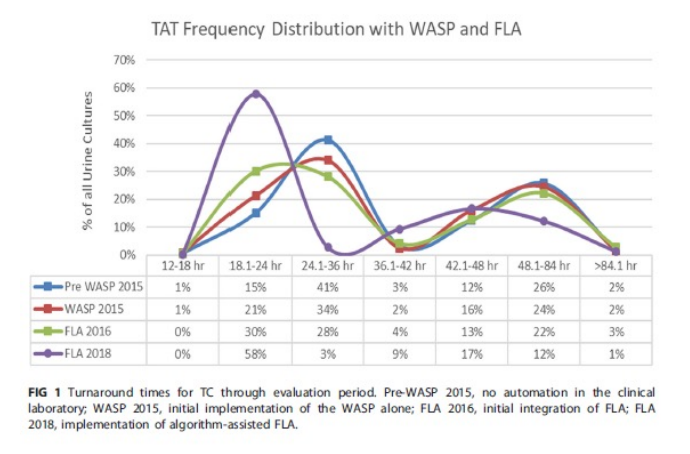 TAT Frequency Distribution with WASP and FLA
70%
60%
50%
40%
30%
20%
10%
0%
% of all Urine Cultures
12-18 hr 18.1-24 hr 24.1-36 hr 36.1-42 hr 42.1-48 hr 48.1-84 hr >84.1 hr
Pre WASP 2015 1% 15% 41% 3% 12% 26% 2%
WASP 2015 1% 21% 34% 2% 16% 24% 2%
FLA 2016 0% 30% 28% 4% 13% 22% 3%
FLA 2018 0% 58% 3% 9% 17% 12% 1%
FIG 1 Turnaround times for TC through evaluation period. Pre-WASP 2015, no automation in the clinical
laboratory; WASP 2015, initial implementation of the WASP alone; FLA 2016, initial integration of FLA; FLA
2018, implementation of algorithm-assisted FLA.